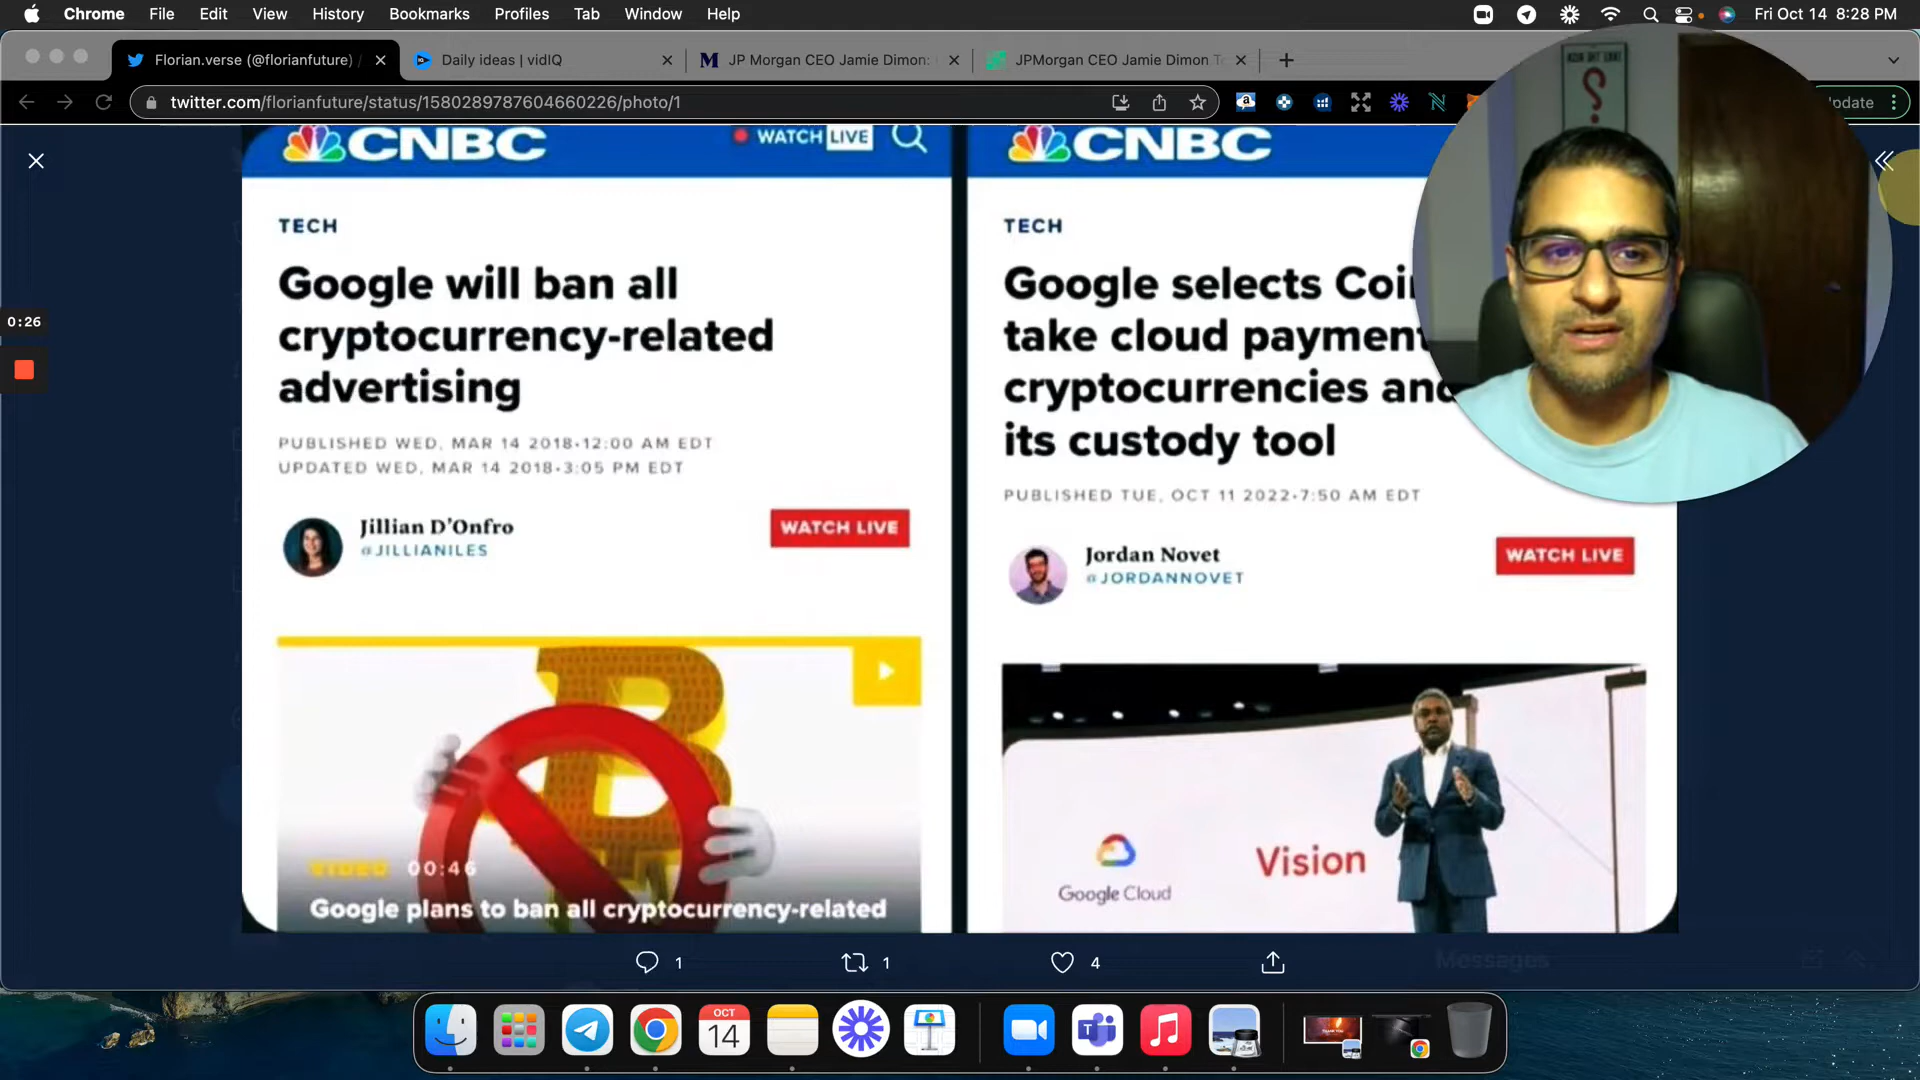 Chrome File Edit View History Bookmarks Profiles Tab Window Help Fri Oct 14 8:28 PM
Florian.verse (@florianfuture) / Daily ideas | vidIQ JP Morgan CEO Jamie Dimon: JPMorgan CEO Jamie Dimon T
twitter.com/florianfuture/status/1580289787604660226/photo/1
CNBC WATCH LIVE
TECH
Google will ban all
cryptocurrency-related
advertising
PUBLISHED WED, MAR 14 2018•12:00 AM EDT
UPDATED WED, MAR 14 2018•3:05 PM EDT
Jillian D'Onfro
@JILLIANILES
WATCH LIVE
B
VIDEO 00:46
Google plans to ban all cryptocurrency-related
CNBC
TECH
Google selects Coin
take cloud payment
cryptocurrencies and
its custody tool
PUBLISHED TUE, OCT 11 2022•7:50 AM EDT
Jordan Novet
@JORDANNOVET
WATCH LIVE
Google Cloud
Vision
0:26
1 1 4
Messages
OCT
14